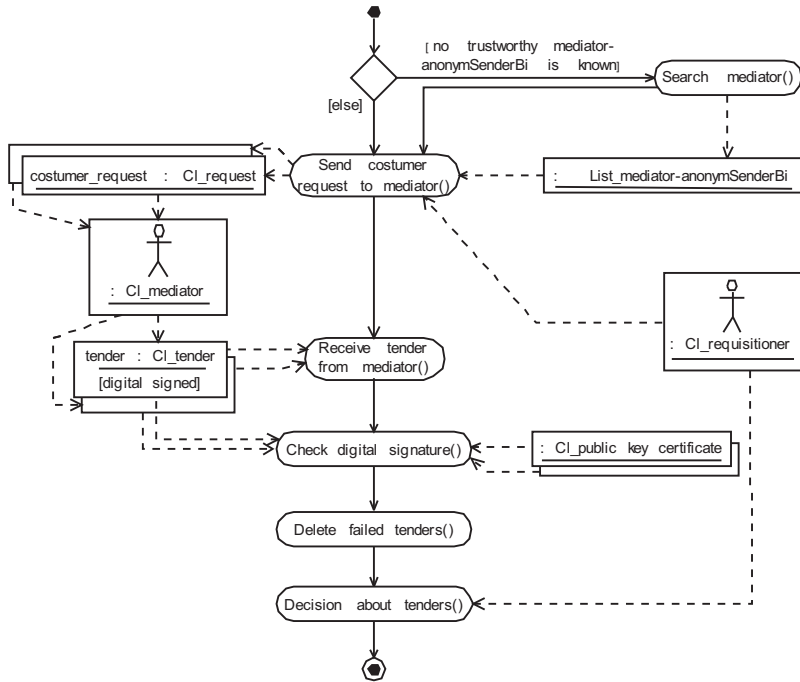 [ no trustworthy mediator-
anonymSenderBi is known]
Search mediator()
[else]
Send costumer
request to mediator()
costumer_request : Cl_request
: List_mediator-anonymSenderBi
: Cl_mediator
: Cl_requisitioner
tender : Cl_tender
[digital signed]
Receive tender
from mediator()
Check digital signature()
: Cl_public key certificate
Delete failed tenders()
Decision about tenders()